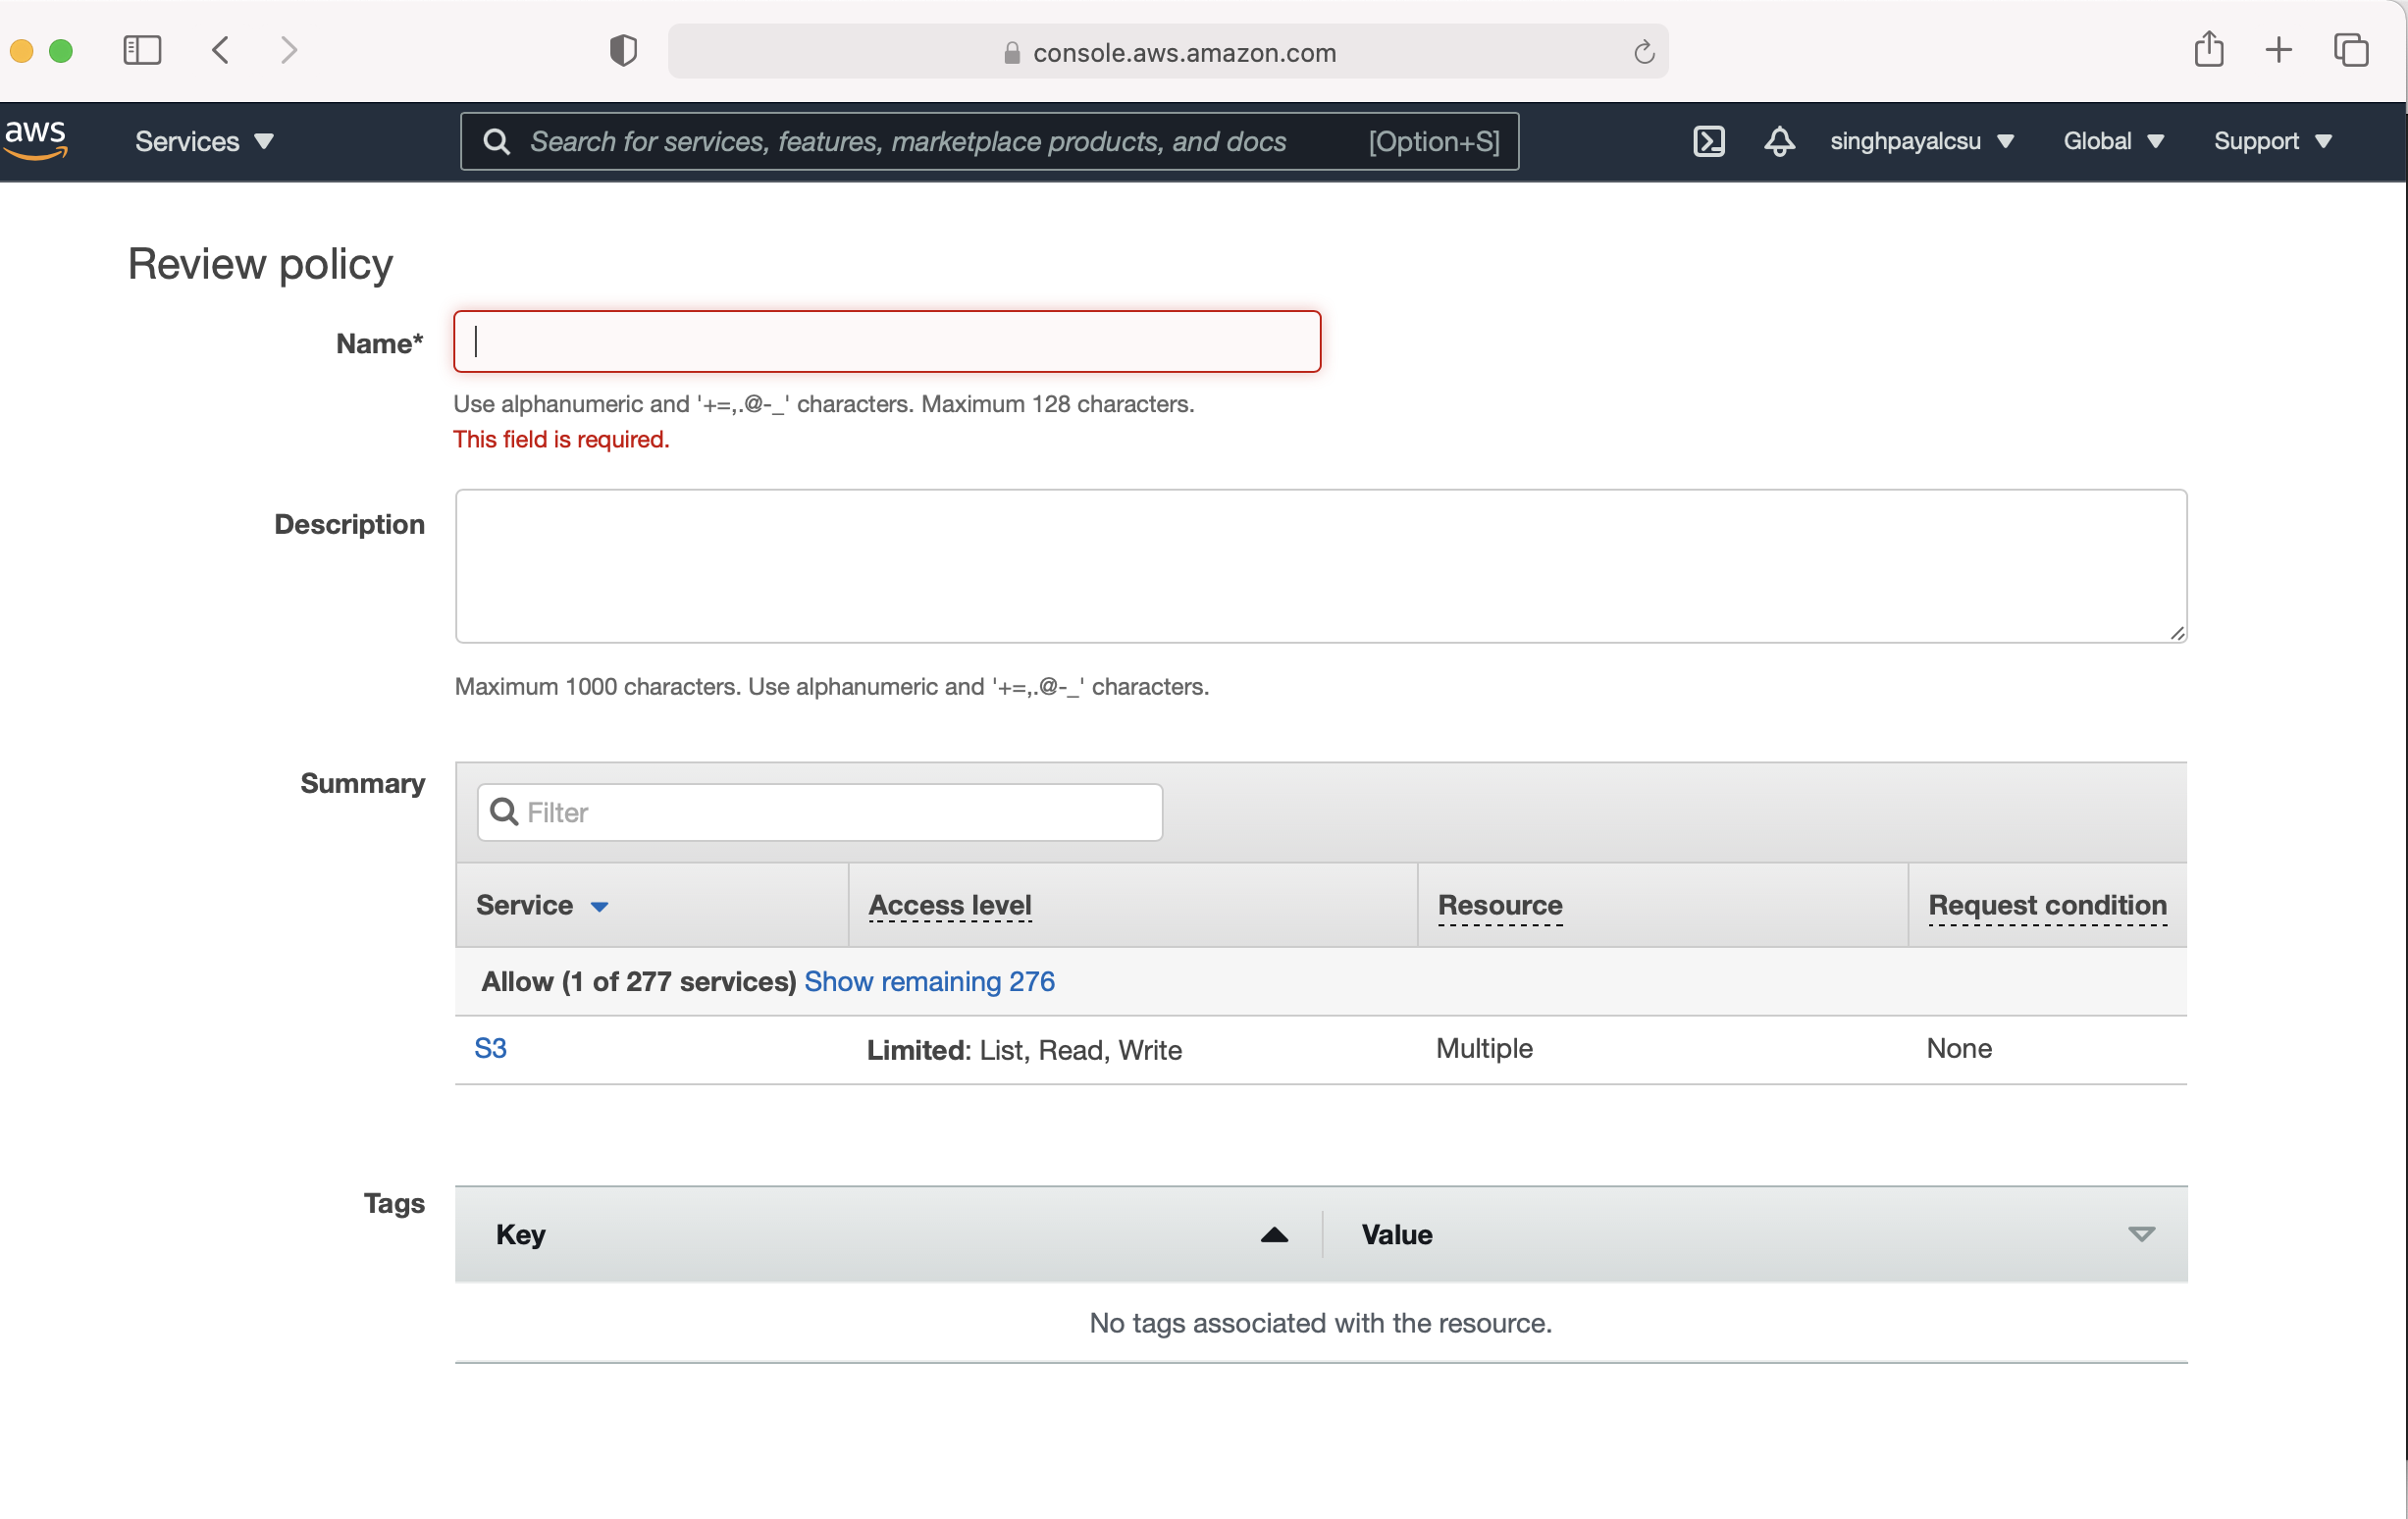 console.aws.amazon.com
aws Services Search for services, features, marketplace products, and docs [Option+S] singhpayalcsu Global Support
Review policy
Name*
Use alphanumeric and '+=,.@-_' characters. Maximum 128 characters.
This field is required.
Description
Maximum 1000 characters. Use alphanumeric and '+=,.@-_' characters.
Summary
Filter
Service Access level Resource Request condition
Allow (1 of 277 services) Show remaining 276
S3 Limited: List, Read, Write Multiple None
Tags
Key Value
No tags associated with the resource.